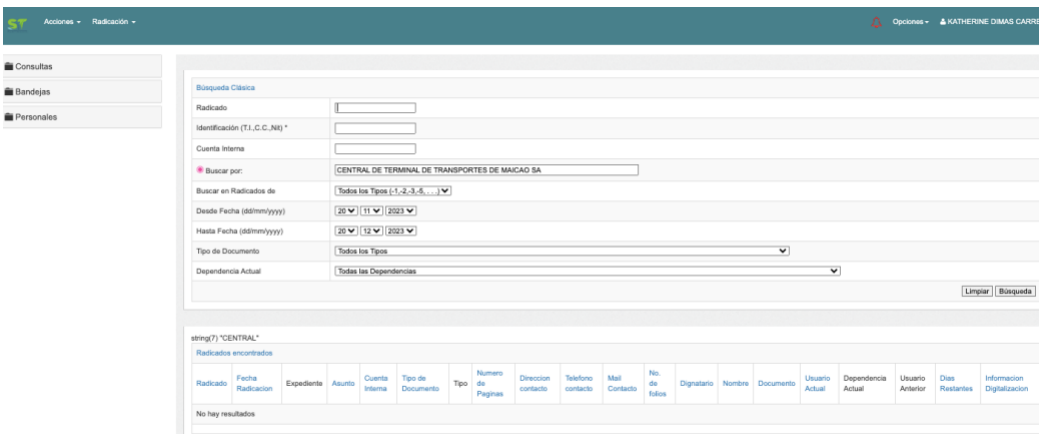 ST Acciones Radicación Opciones KATHERINE DIMAS CARRE
Consultas
Bandejas
Personales
Búsqueda Clásica
Radicado
Identificación (T.I.,C.C.,Nit) *
Cuenta Interna
Buscar por: CENTRAL DE TERMINAL DE TRANSPORTES DE MAICAO SA
Buscar en Radicados de Todos los Tipos (-1,-2,-3,-5, . . .)
Desde Fecha (dd/mm/yyyy) 20 11 2023
Hasta Fecha (dd/mm/yyyy) 20 12 2023
Tipo de Documento Todos los Tipos
Dependencia Actual Todas las Dependencias
Limpiar Búsqueda
string(7) "CENTRAL"
Radicados encontrados
Radicado Fecha Radicacion Expediente Asunto Cuenta Interna Tipo de Documento Tipo Numero de Paginas Direccion contacto Telefono contacto Mail Contacto No. de folios Dignatario Nombre Documento Usuario Actual Dependencia Actual Usuario Anterior Dias Restantes Informacion Digitalizacion
No hay resultados